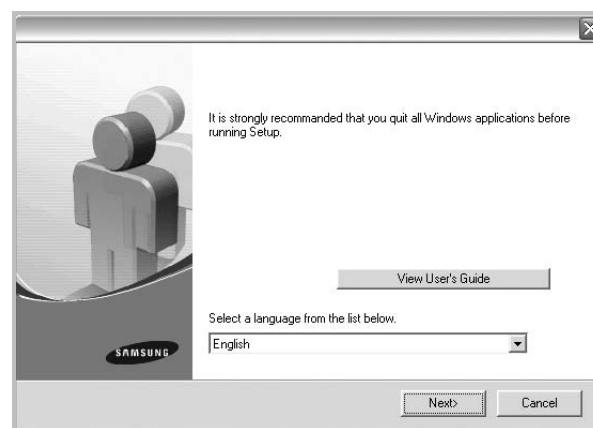 It is strongly recommanded that you quit all Windows applications before
running Setup.
View User's Guide
Select a language from the list below.
English
SAMSUNG
Next>
Cancel